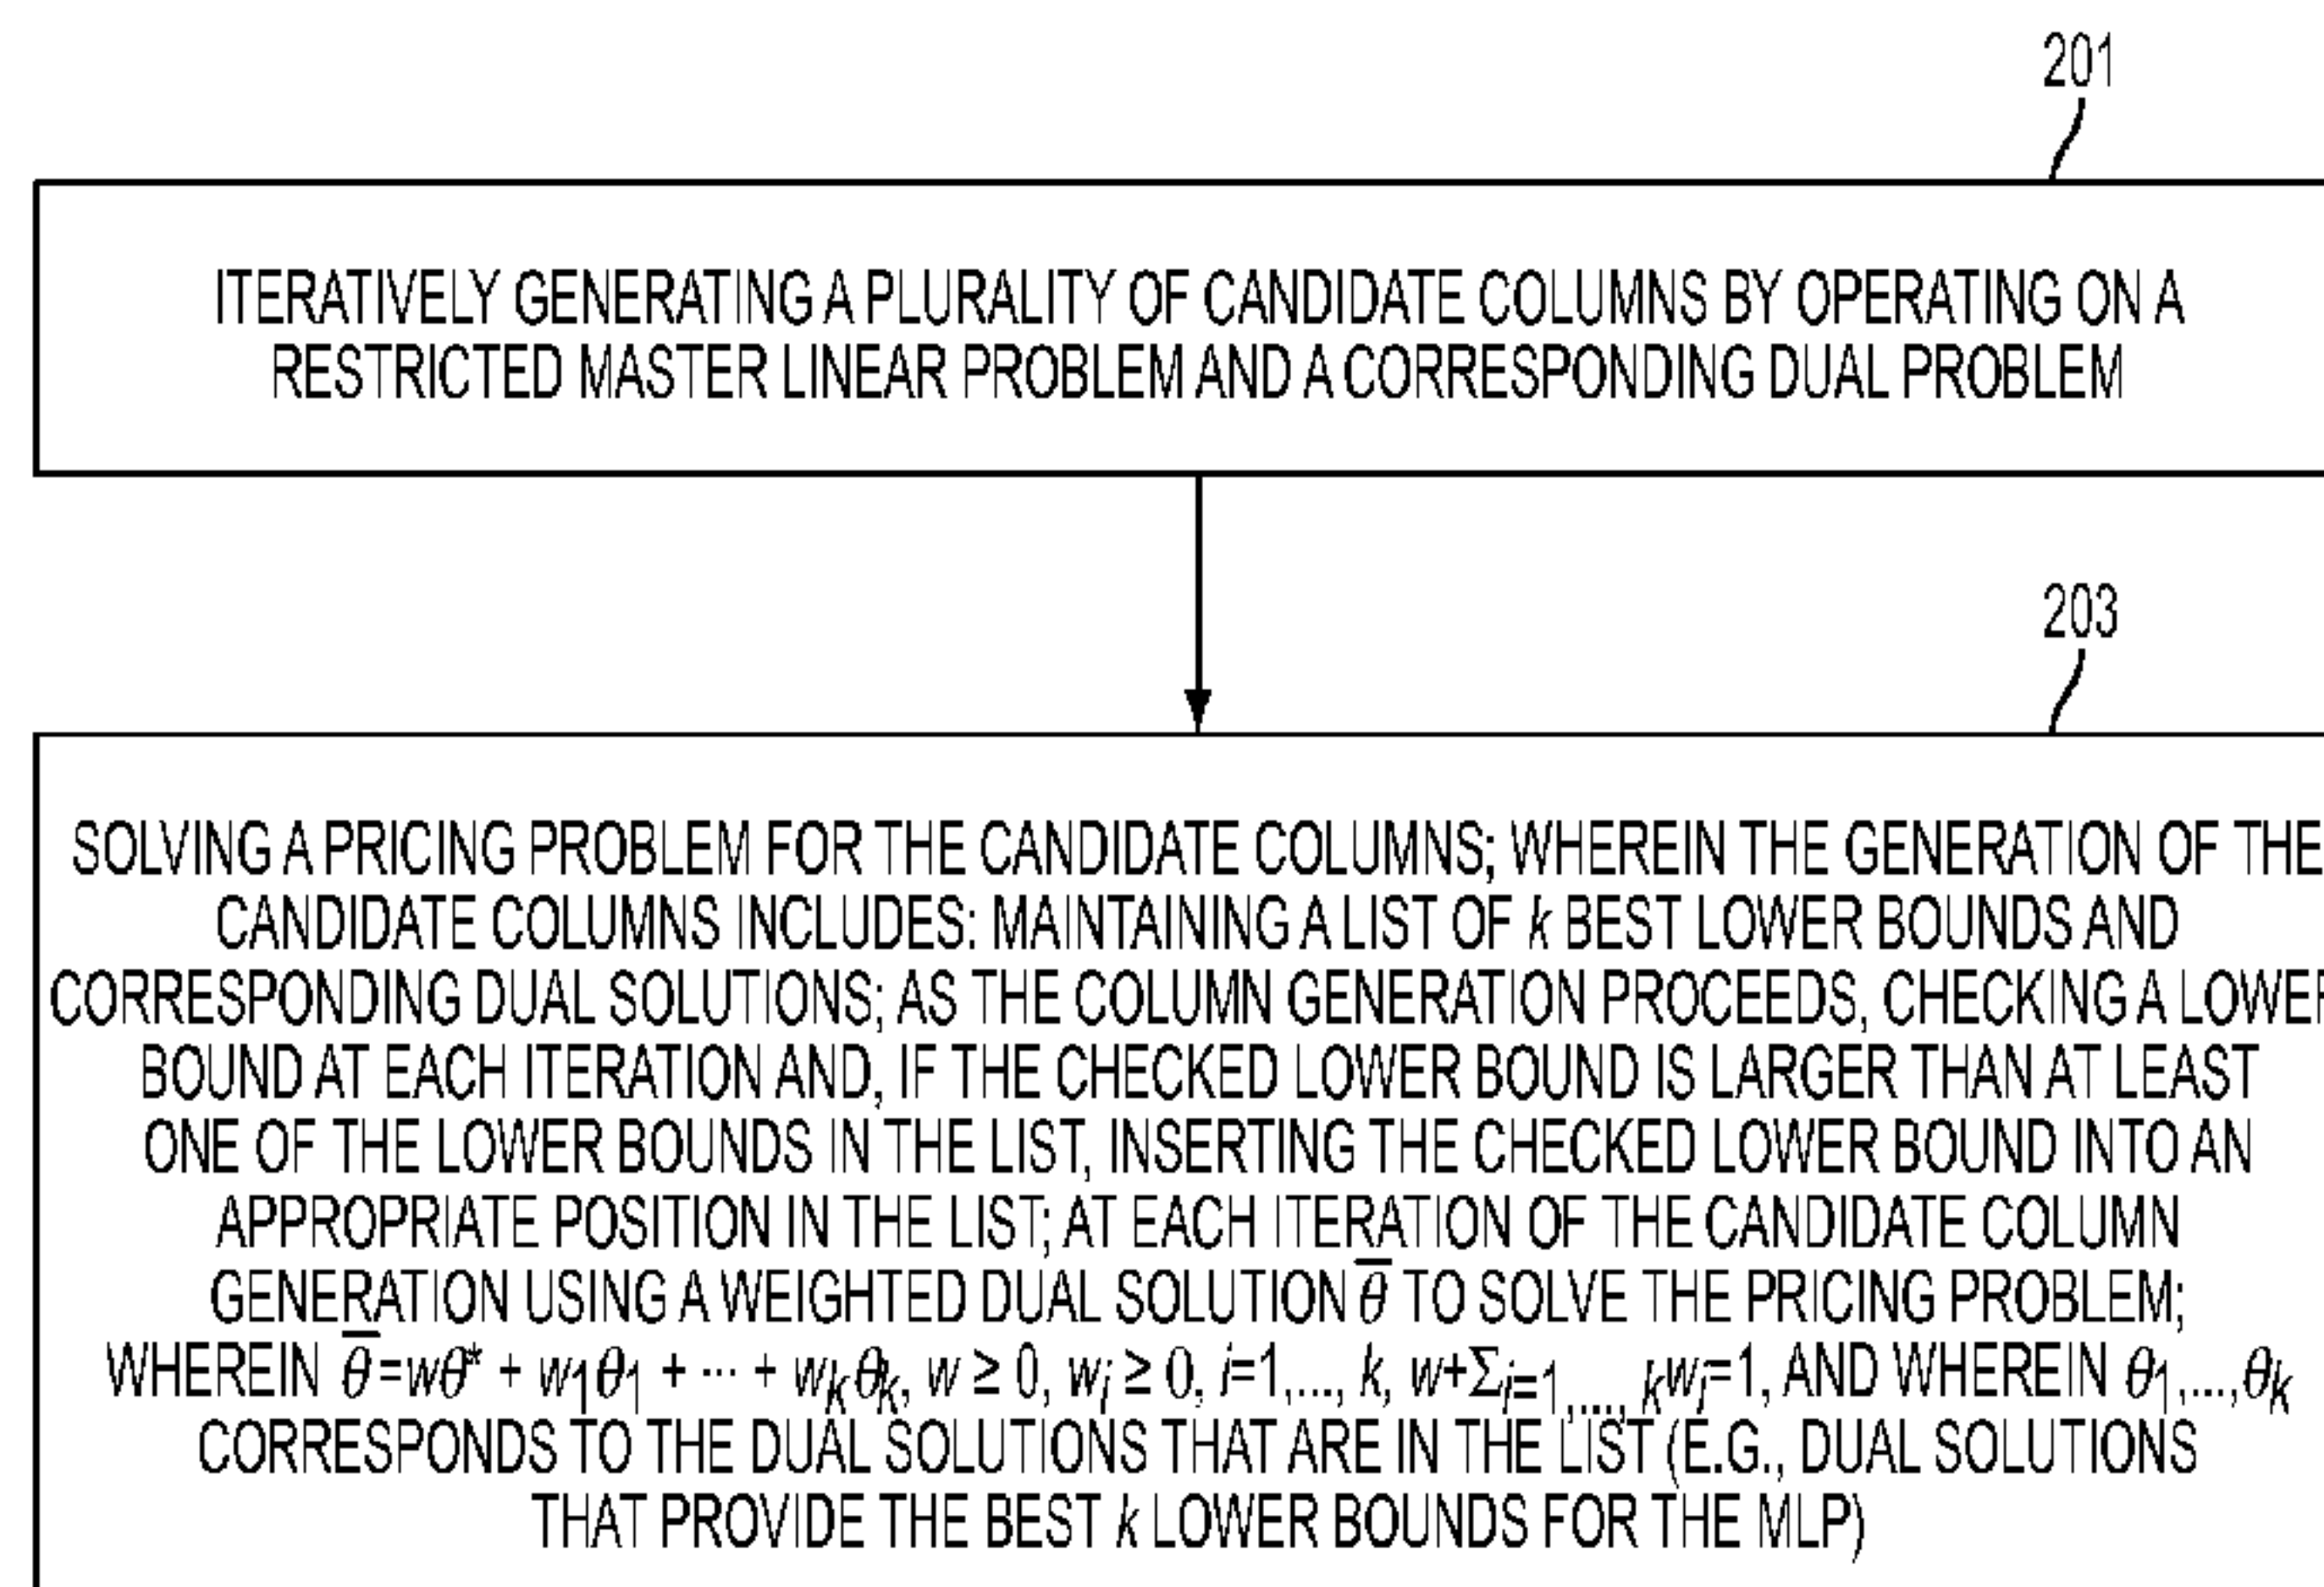 201
ITERATIVELY GENERATING A PLURALITY OF CANDIDATE COLUMNS BY OPERATING ON A
RESTRICTED MASTER LINEAR PROBLEM AND A CORRESPONDING DUAL PROBLEM
203
SOLVING A PRICING PROBLEM FOR THE CANDIDATE COLUMNS; WHEREIN THE GENERATION OF THE
CANDIDATE COLUMNS INCLUDES: MAINTAINING A LIST OF k BEST LOWER BOUNDS AND
CORRESPONDING DUAL SOLUTIONS; AS THE COLUMN GENERATION PROCEEDS, CHECKING A LOWER
BOUND AT EACH ITERATION AND, IF THE CHECKED LOWER BOUND IS LARGER THAN AT LEAST
ONE OF THE LOWER BOUNDS IN THE LIST, INSERTING THE CHECKED LOWER BOUND INTO AN
APPROPRIATE POSITION IN THE LIST; AT EACH ITERATION OF THE CANDIDATE COLUMN
GENERATION USING A WEIGHTED DUAL SOLUTION θ̅ TO SOLVE THE PRICING PROBLEM;
WHEREIN θ̅=wθ* + w₁θ₁ + ··· + wₖθₖ, w ≥ 0, wᵢ ≥ 0, i=1,..., k, w+Σᵢ₌₁,...,ₖwᵢ=1, AND WHEREIN θ₁,...,θₖ
CORRESPONDS TO THE DUAL SOLUTIONS THAT ARE IN THE LIST (E.G., DUAL SOLUTIONS
THAT PROVIDE THE BEST k LOWER BOUNDS FOR THE MLP)